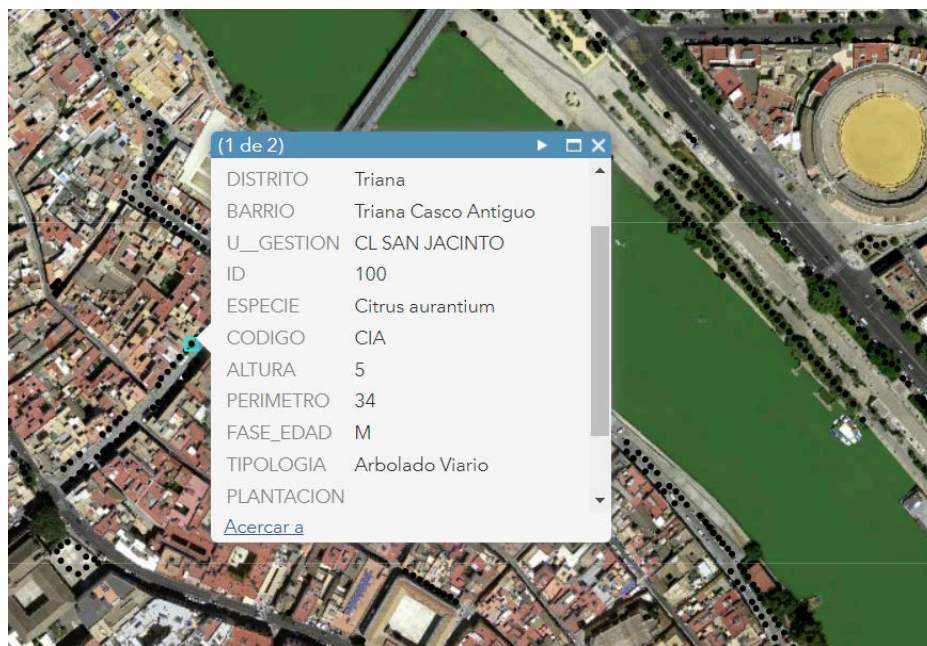 (1 de 2)
DISTRITO Triana
BARRIO Triana Casco Antiguo
U__GESTION CL SAN JACINTO
ID 100
ESPECIE Citrus aurantium
CODIGO CIA
ALTURA 5
PERIMETRO 34
FASE_EDAD M
TIPOLOGIA Arbolado Viario
PLANTACION
Acercar a